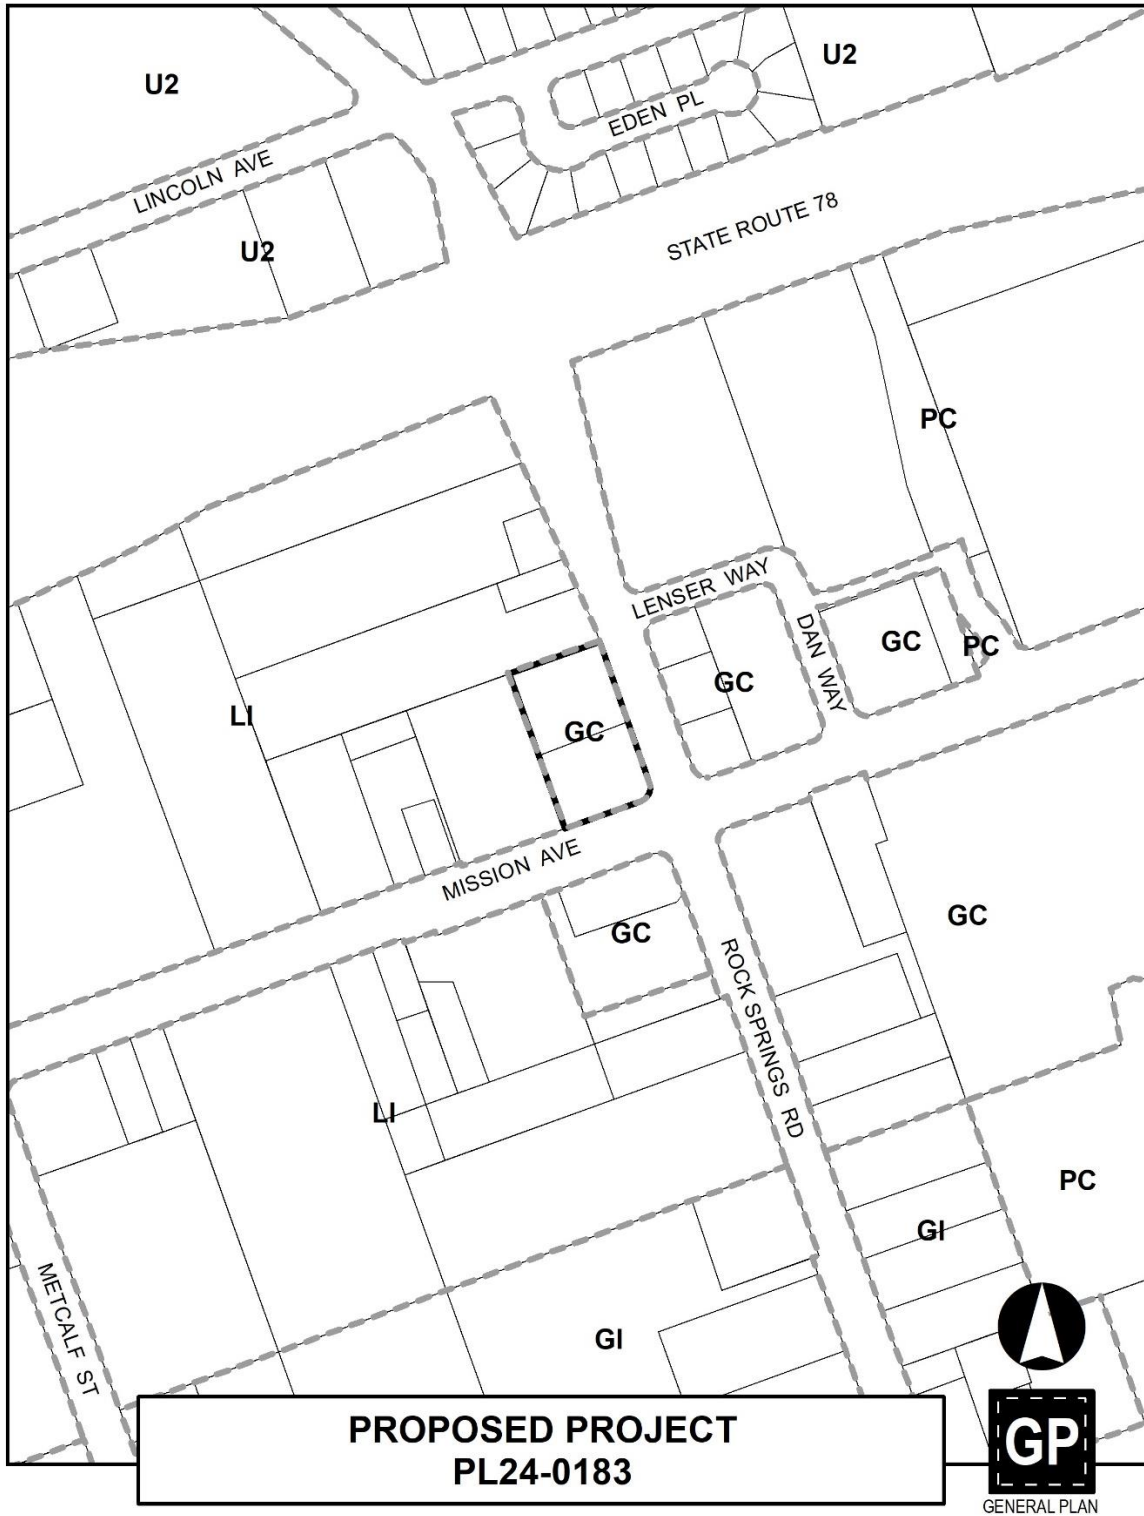 U2
U2
EDEN PL
LINCOLN AVE
U2
STATE ROUTE 78
PC
LENSER WAY
DAN WAY
GC
PC
GC
LI
GC
MISSION AVE
GC
GC
ROCK SPRINGS RD
LI
PC
GI
METCALF ST
GI
PROPOSED PROJECT
PL24-0183
GP
GENERAL PLAN